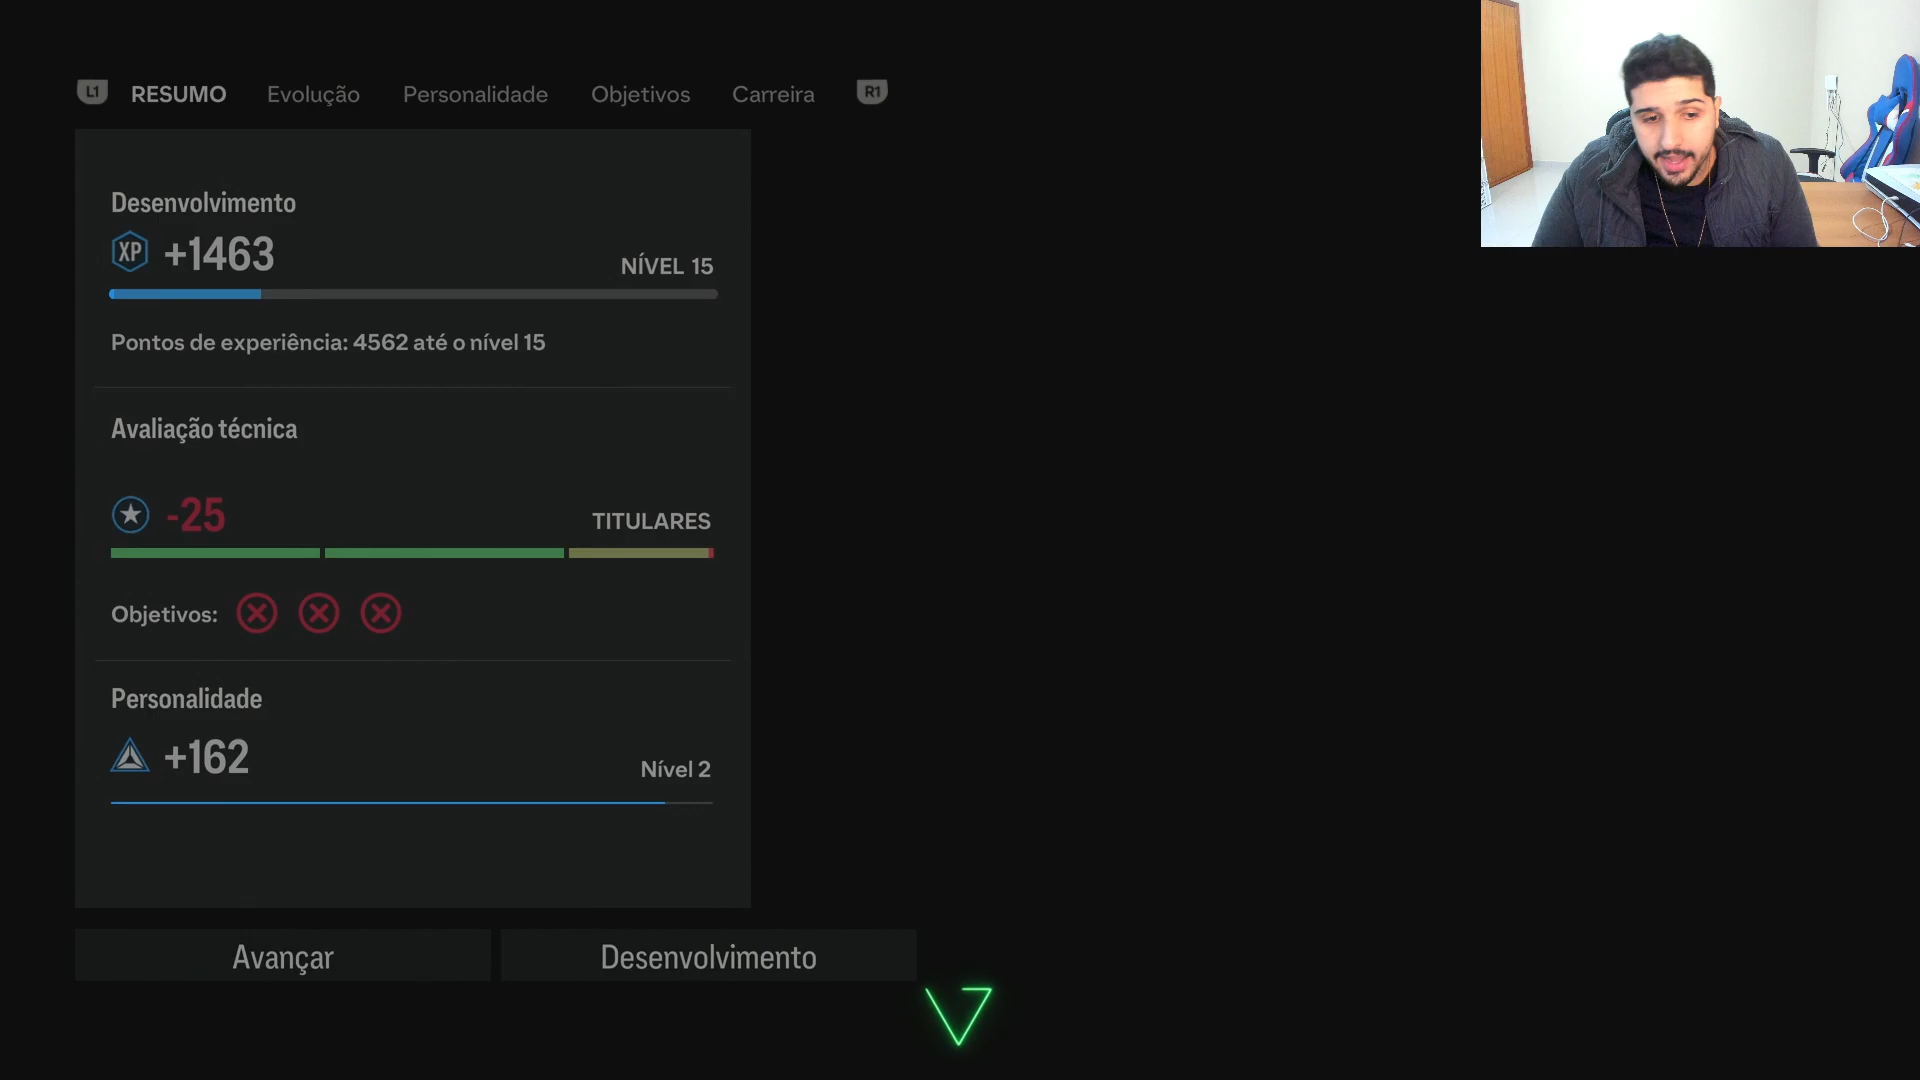 L1 RESUMO Evolução Personalidade Objetivos Carreira R1
Desenvolvimento
XP +1463
NÍVEL 15
Pontos de experiência: 4562 até o nível 15
Avaliação técnica
-25
TITULARES
Objetivos:
Personalidade
+162
Nível 2
Avançar Desenvolvimento